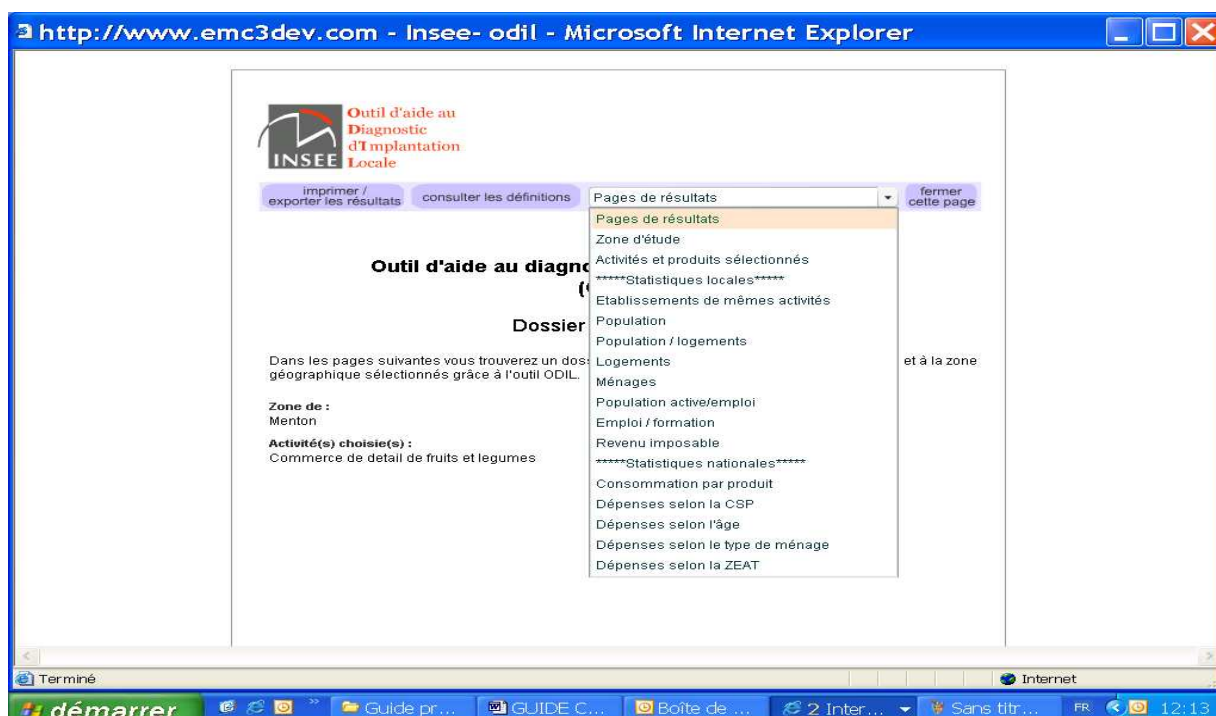 http://www.emc3dev.com - Insee- odil - Microsoft Internet Explorer
Outil d'aide au
Diagnostic
d'Implantation
Locale
INSEE
imprimer /
exporter les résultats
consulter les définitions
Pages de résultats
fermer
cette page
Pages de résultats
Zone d'étude
Activités et produits sélectionnés
*****Statistiques locales*****
Etablissements de mêmes activités
Population
Population / logements
Logements
Ménages
Population active/emploi
Emploi / formation
Revenu imposable
*****Statistiques nationales*****
Consommation par produit
Dépenses selon la CSP
Dépenses selon l'âge
Dépenses selon le type de ménage
Dépenses selon la ZEAT
Outil d'aide au diagn
(
Dossier
Dans les pages suivantes vous trouverez un dos et à la zone
géographique sélectionnés grâce à l'outil ODIL.
Zone de :
Menton
Activité(s) choisie(s) :
Commerce de detail de fruits et legumes
Terminé
Internet
démarrer
Guide pr...
GUIDE C...
Boîte de ...
2 Inter...
Sans titr...
FR
12:13